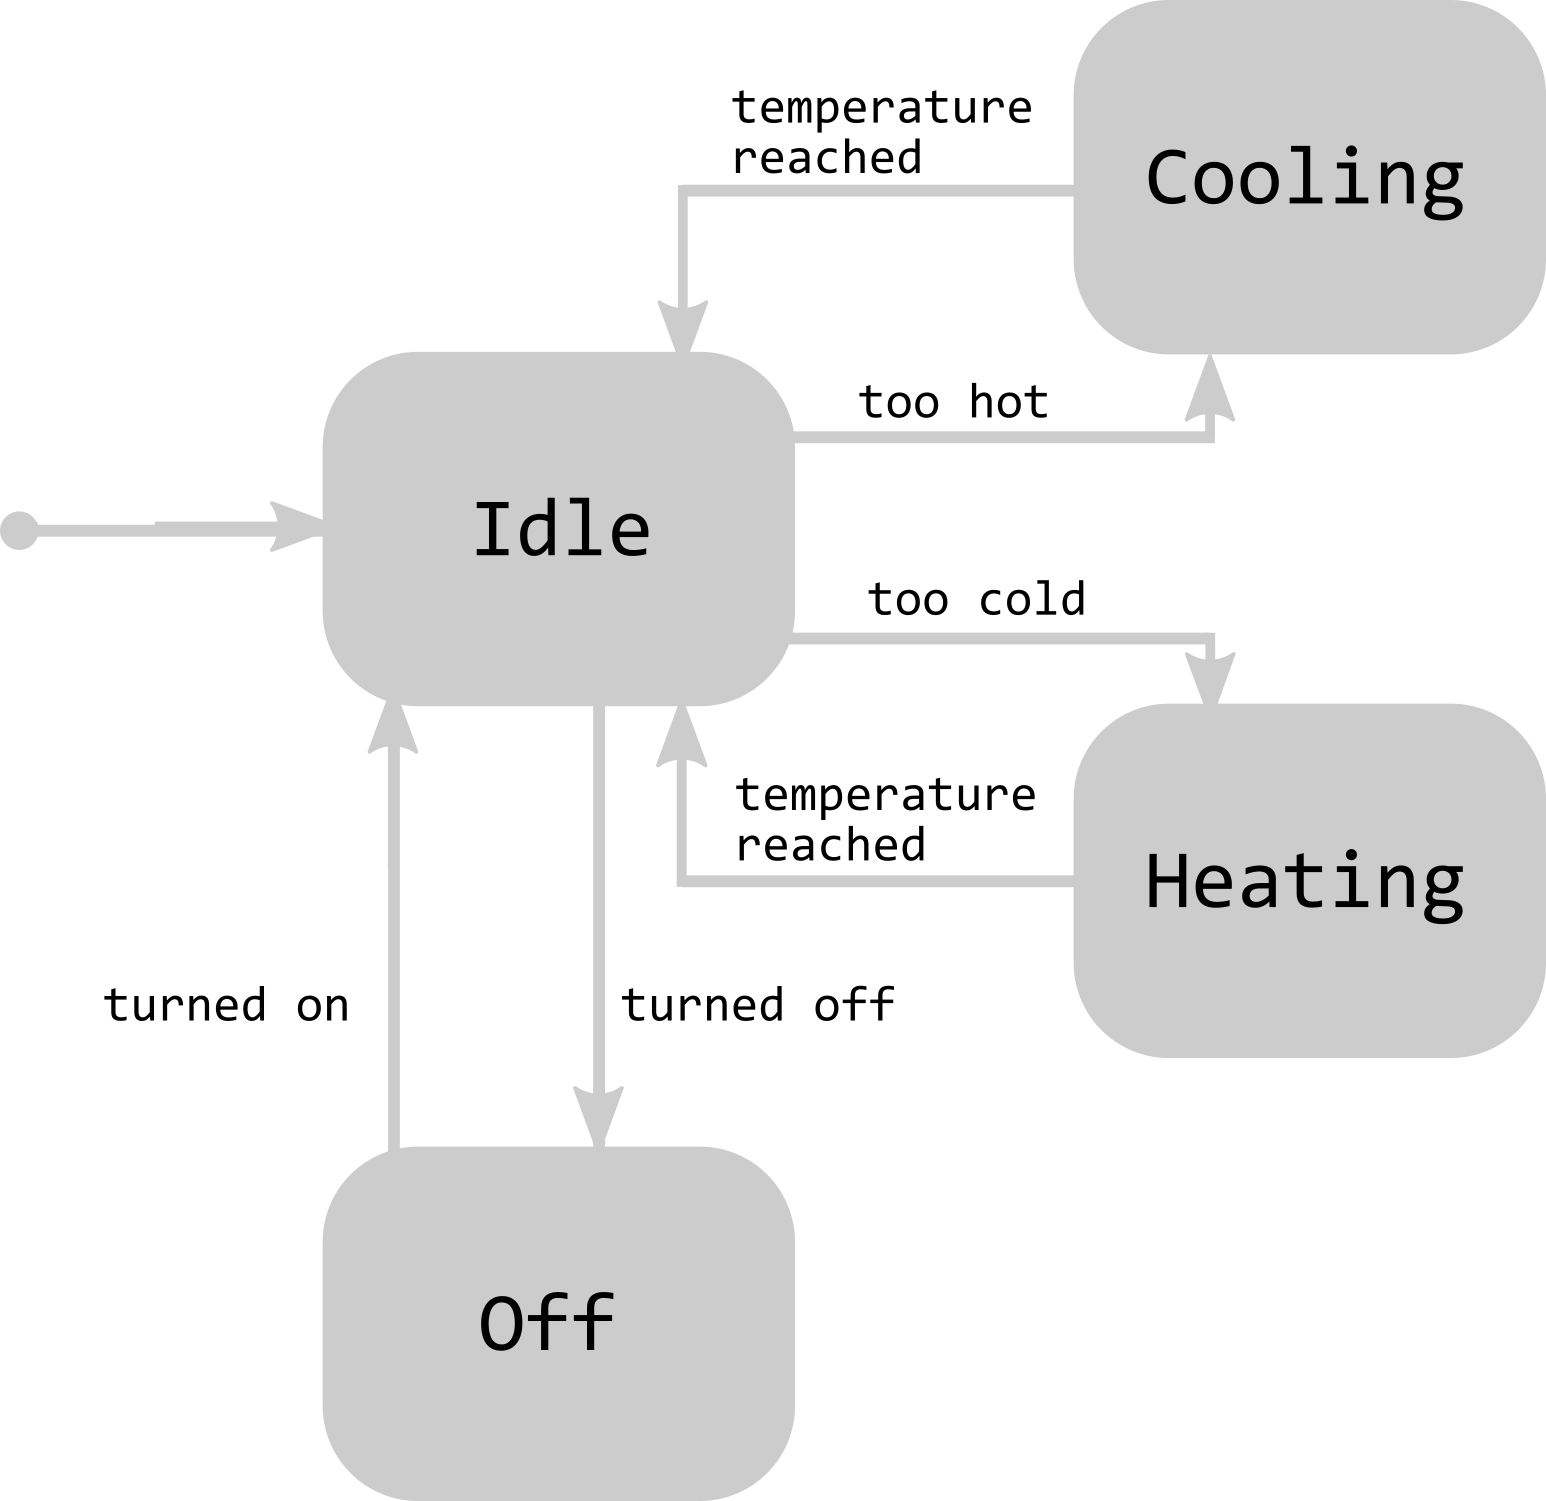 temperature
reached
Cooling
too hot
Idle
too cold
temperature
reached
Heating
turned on
turned off
Off